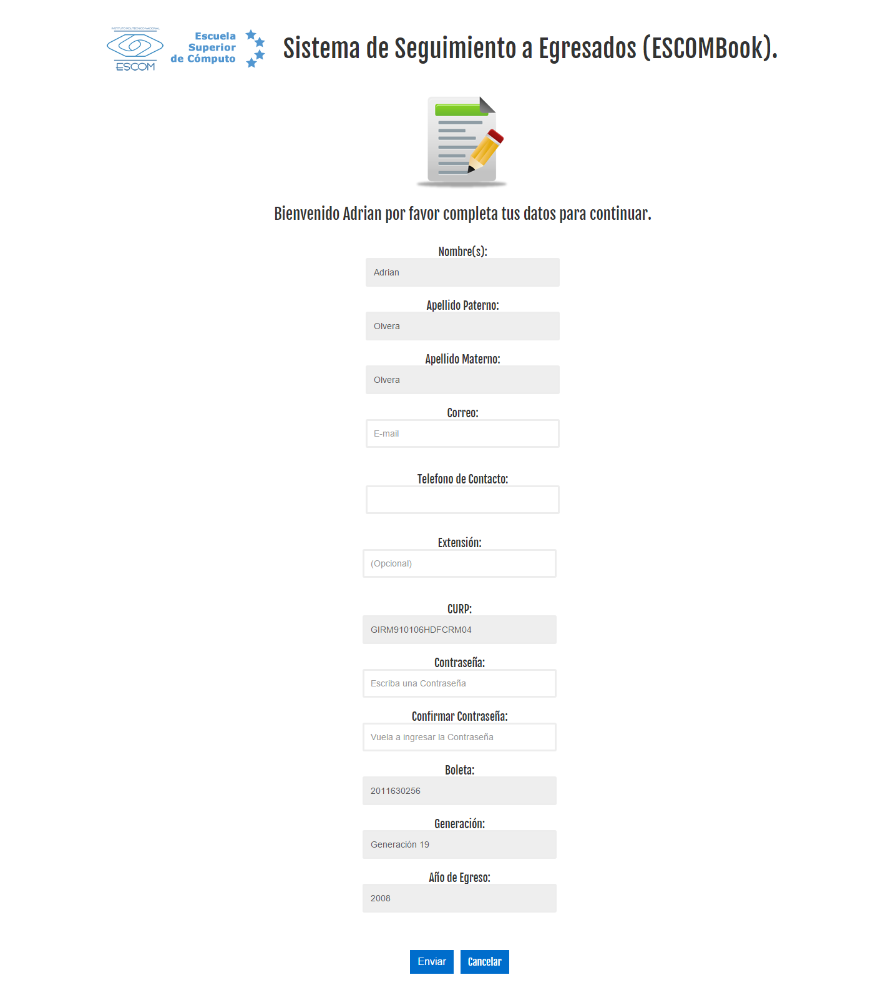 INSTITUTO POLITÉCNICO NACIONAL
ESCOM
Escuela
Superior
de Cómputo
Sistema de Seguimiento a Egresados (ESCOMBook).
Bienvenido Adrian por favor completa tus datos para continuar.
Nombre(s):
Adrian
Apellido Paterno:
Olvera
Apellido Materno:
Olvera
Correo:
E-mail
Telefono de Contacto:
Extensión:
(Opcional)
CURP:
GIRM910106HDFCRM04
Contraseña:
Escriba una Contraseña
Confirmar Contraseña:
Vuela a ingresar la Contraseña
Boleta:
2011630256
Generación:
Generación 19
Año de Egreso:
2008
Enviar Cancelar